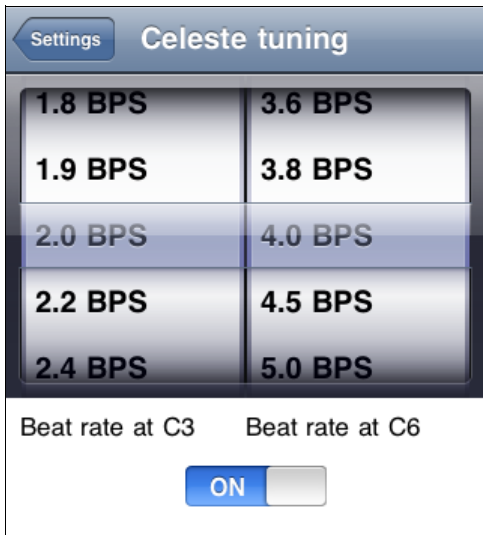 Settings Celeste tuning
1.8 BPS 3.6 BPS
1.9 BPS 3.8 BPS
2.0 BPS 4.0 BPS
2.2 BPS 4.5 BPS
2.4 BPS 5.0 BPS
Beat rate at C3 Beat rate at C6
ON